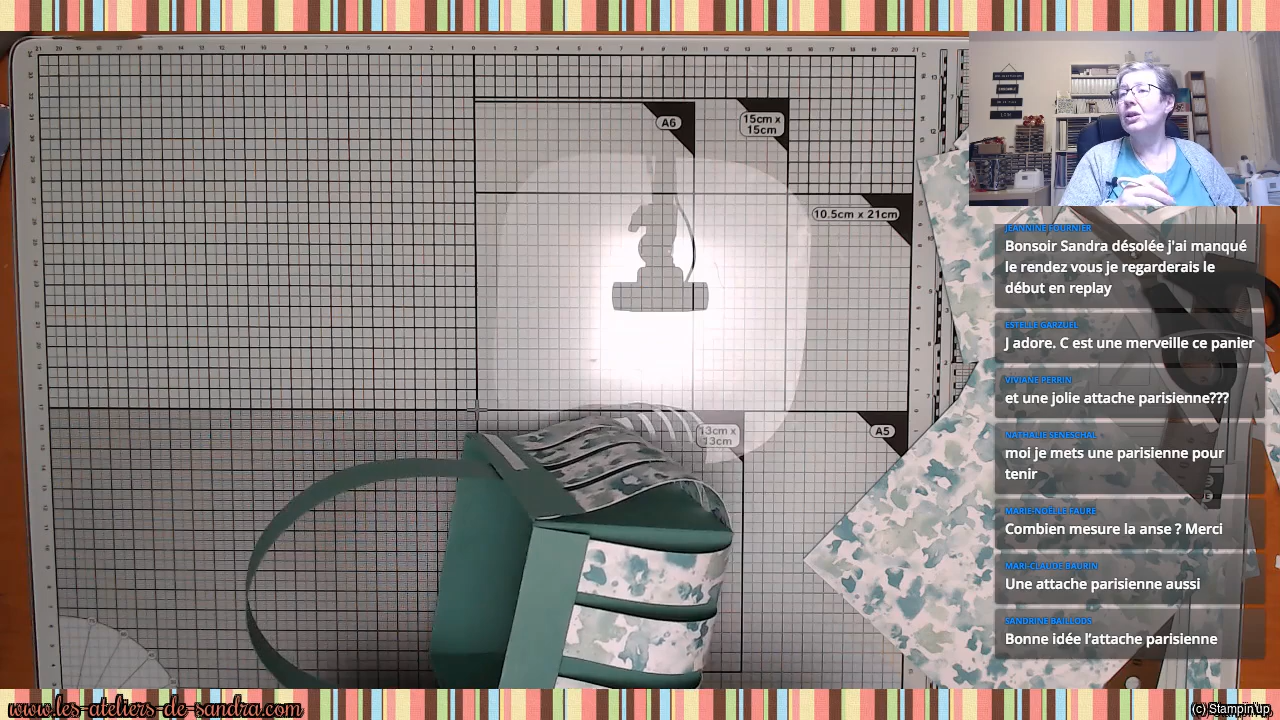 A6
15cm x
15cm
10.5cm x 21cm
13cm x
13cm
A5
JEANNINE FOURNIER
Bonsoir Sandra désolée j'ai manqué
le rendez vous je regarderais le
début en replay
ESTELLE GARZUEL
J adore. C est une merveille ce panier
VIVIANE PERRIN
et une jolie attache parisienne???
NATHALIE SENESCHAL
moi je mets une parisienne pour
tenir
MARIE-NOËLLE FAURE
Combien mesure la anse ? Merci
MARI-CLAUDE BAURIN
Une attache parisienne aussi
SANDRINE BAILLODS
Bonne idée l'attache parisienne
www.les-ateliers-de-sandra.com
(c) Stampin'up